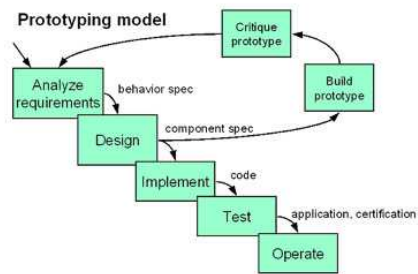 Prototyping model
Critique
prototype
Analyze
requirements
behavior spec
Build
prototype
Design
component spec
Implement
code
Test
application, certification
Operate